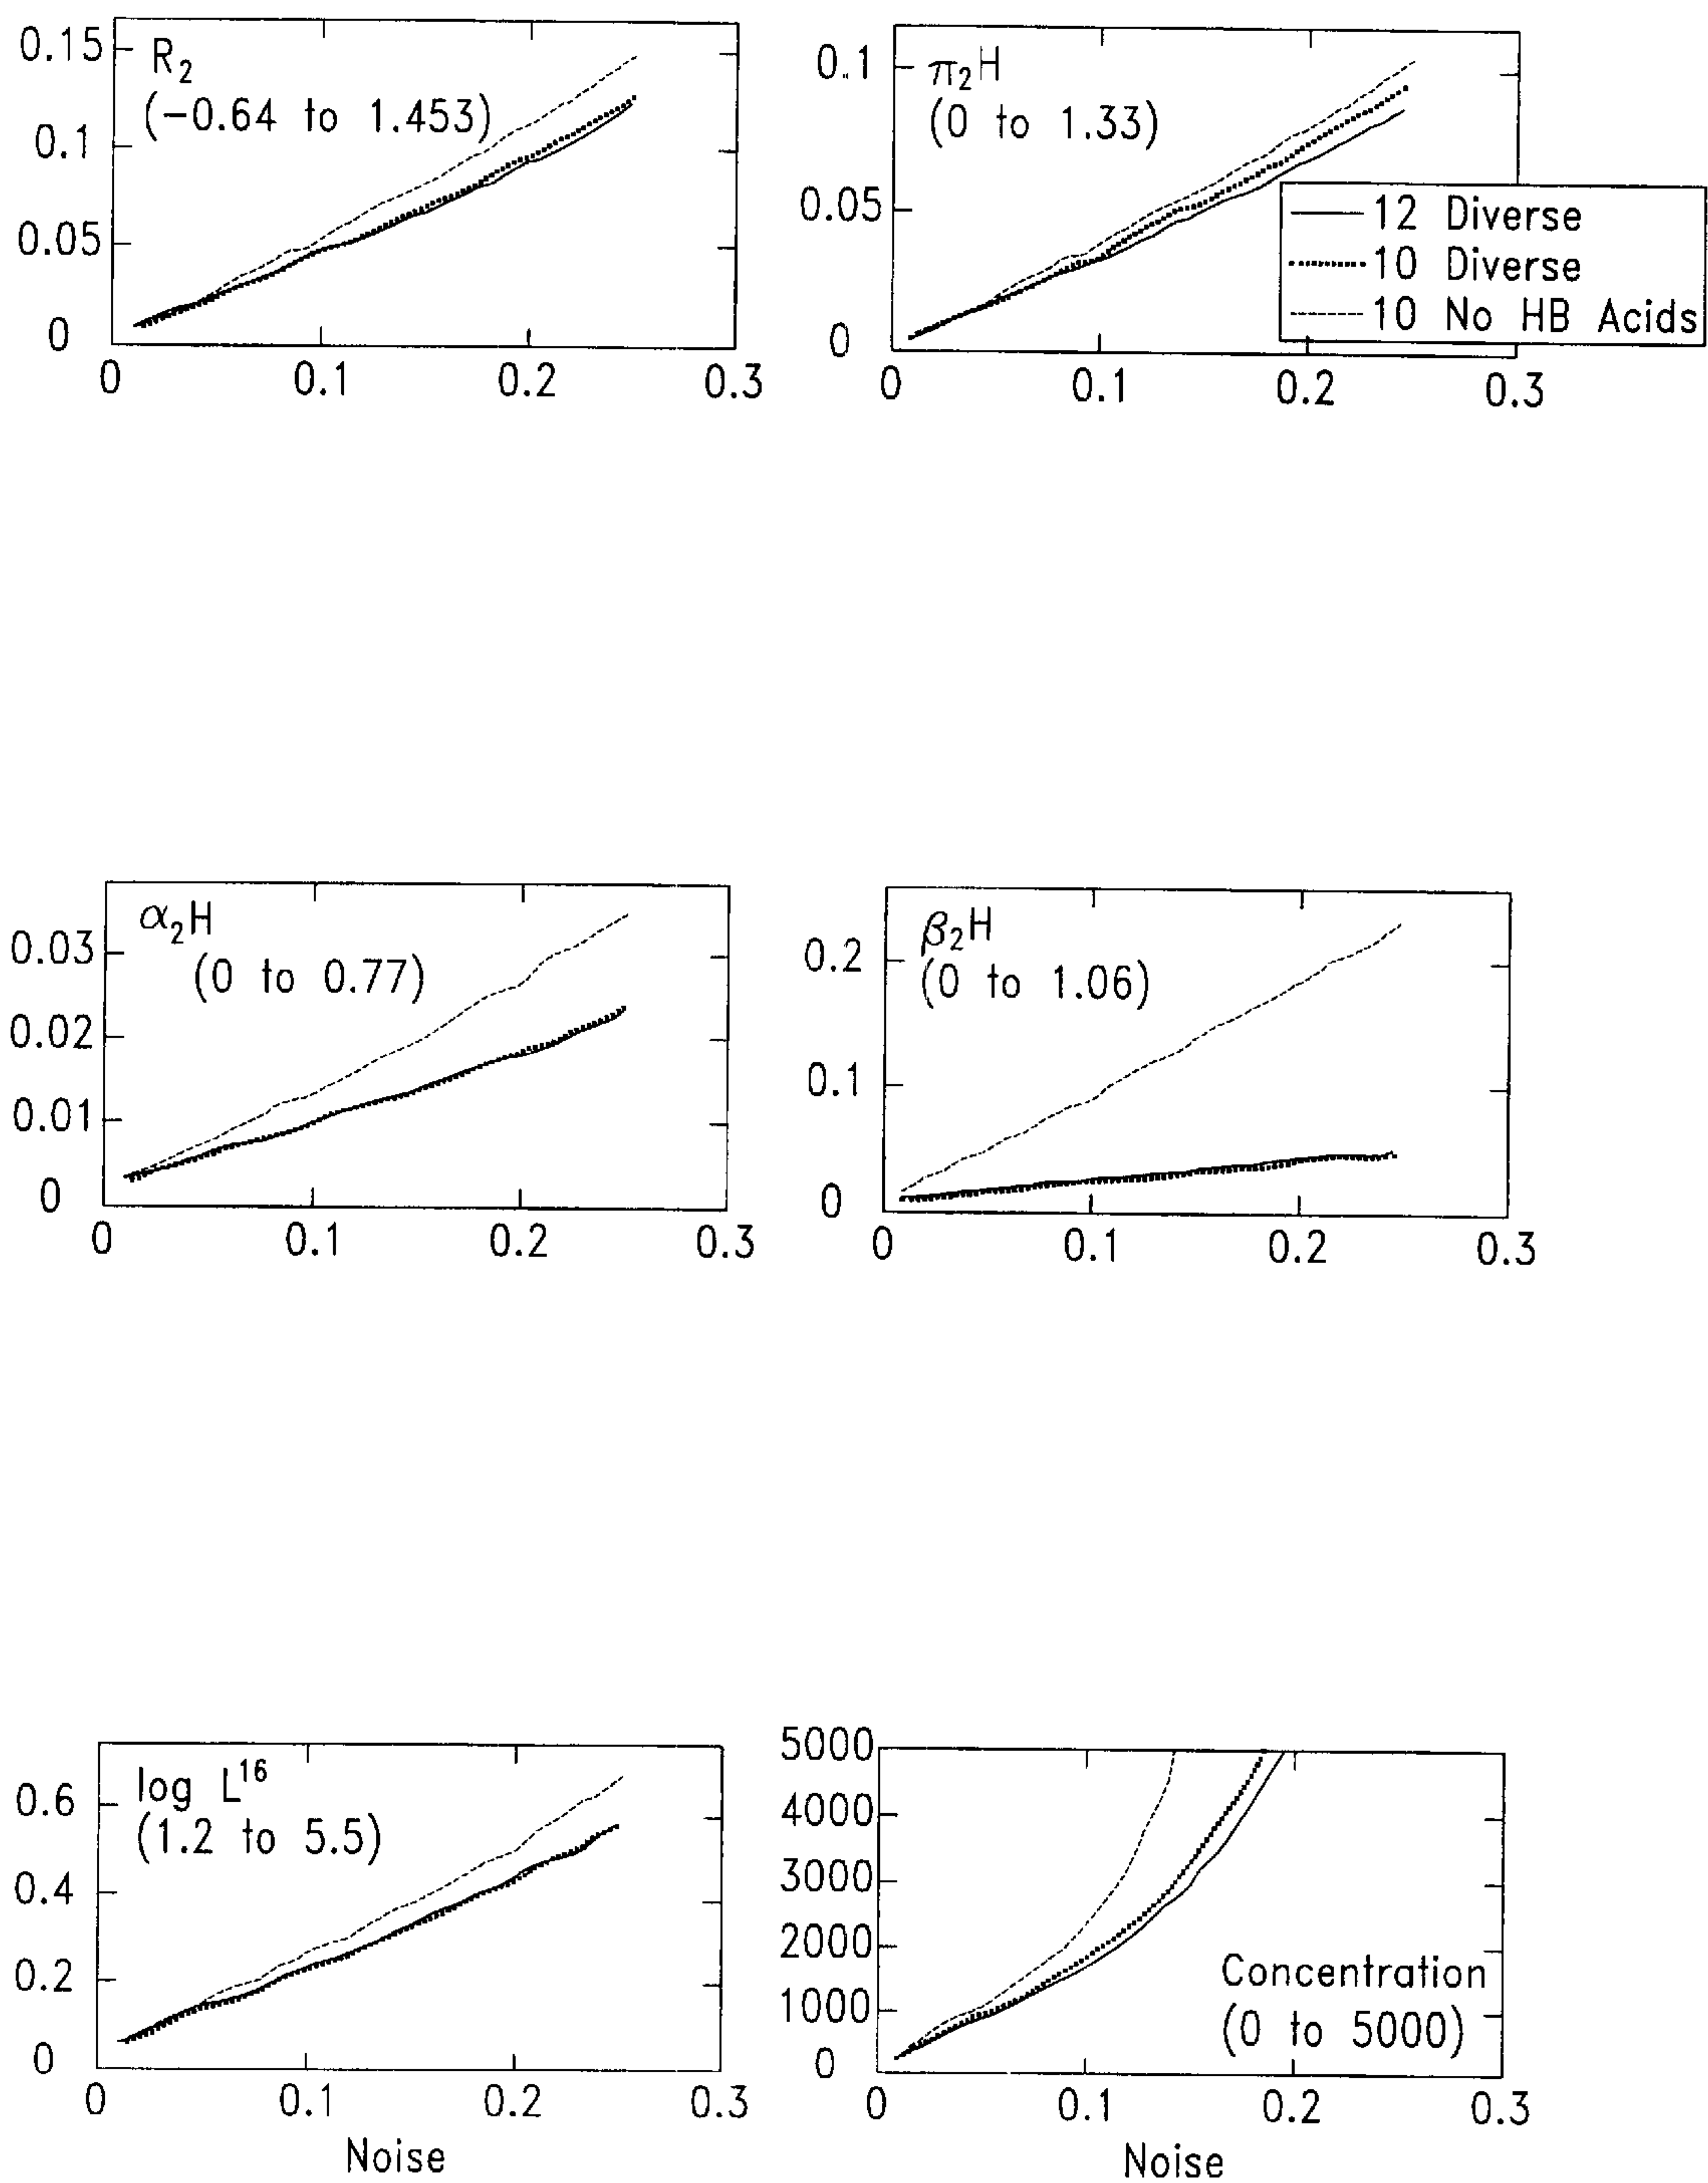 R₂
(−0.64 to 1.453)
0.15
0.1
0.05
0
0 0.1 0.2 0.3
π₂H
(0 to 1.33)
0.1
0.05
0
0 0.1 0.2 0.3
12 Diverse
10 Diverse
10 No HB Acids
α₂H
(0 to 0.77)
0.03
0.02
0.01
0
0 0.1 0.2 0.3
β₂H
(0 to 1.06)
0.2
0.1
0
0 0.1 0.2 0.3
log L¹⁶
(1.2 to 5.5)
0.6
0.4
0.2
0
0 0.1 0.2 0.3
Noise
5000
4000
3000
2000
1000
0
Concentration
(0 to 5000)
0 0.1 0.2 0.3
Noise